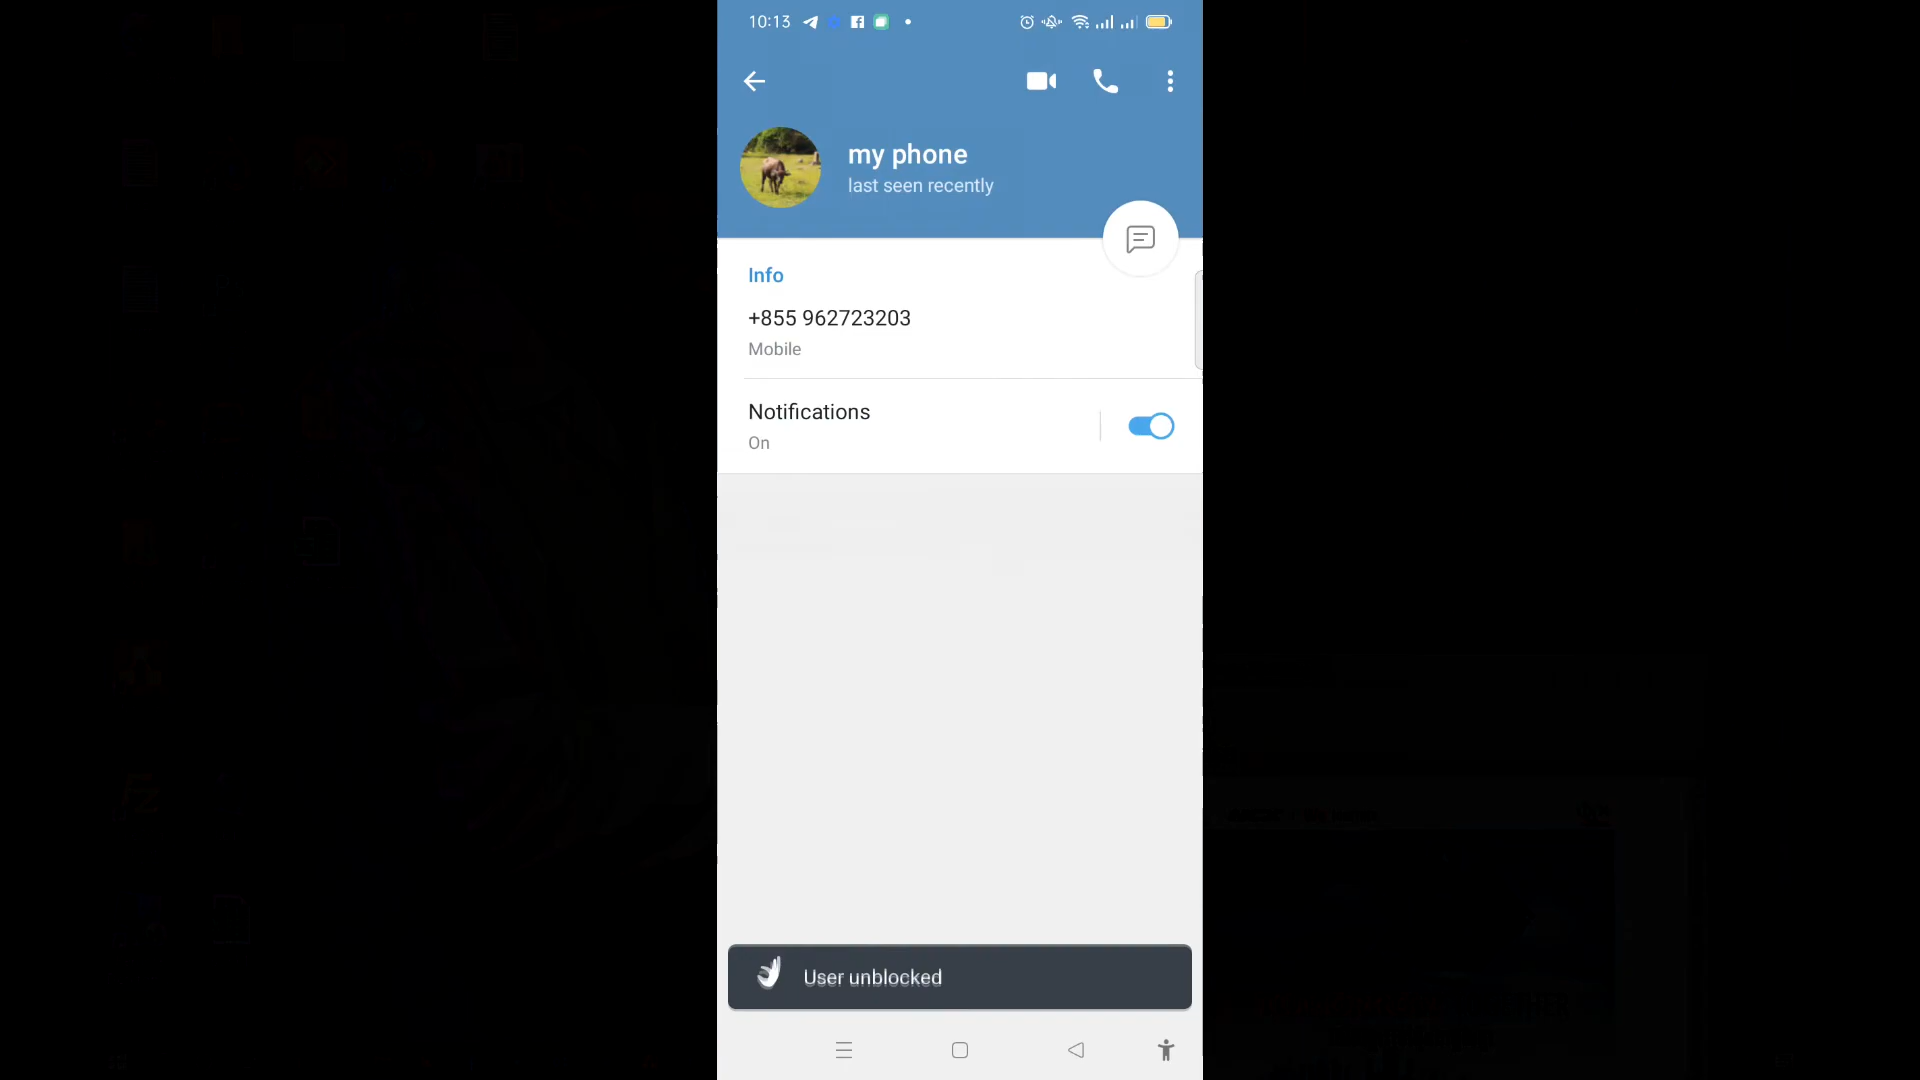 10:13
my phone
last seen recently
Info
+855 962723203
Mobile
Notifications
On
User unblocked